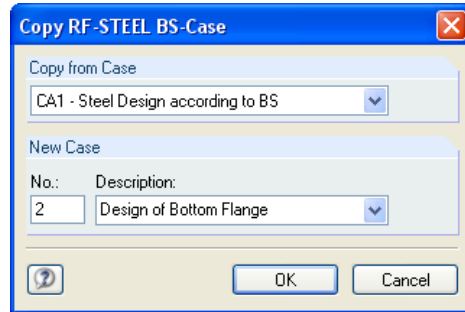 Copy RF-STEEL BS-Case
Copy from Case
CA1 - Steel Design according to BS
New Case
No.: Description:
2 Design of Bottom Flange
OK Cancel